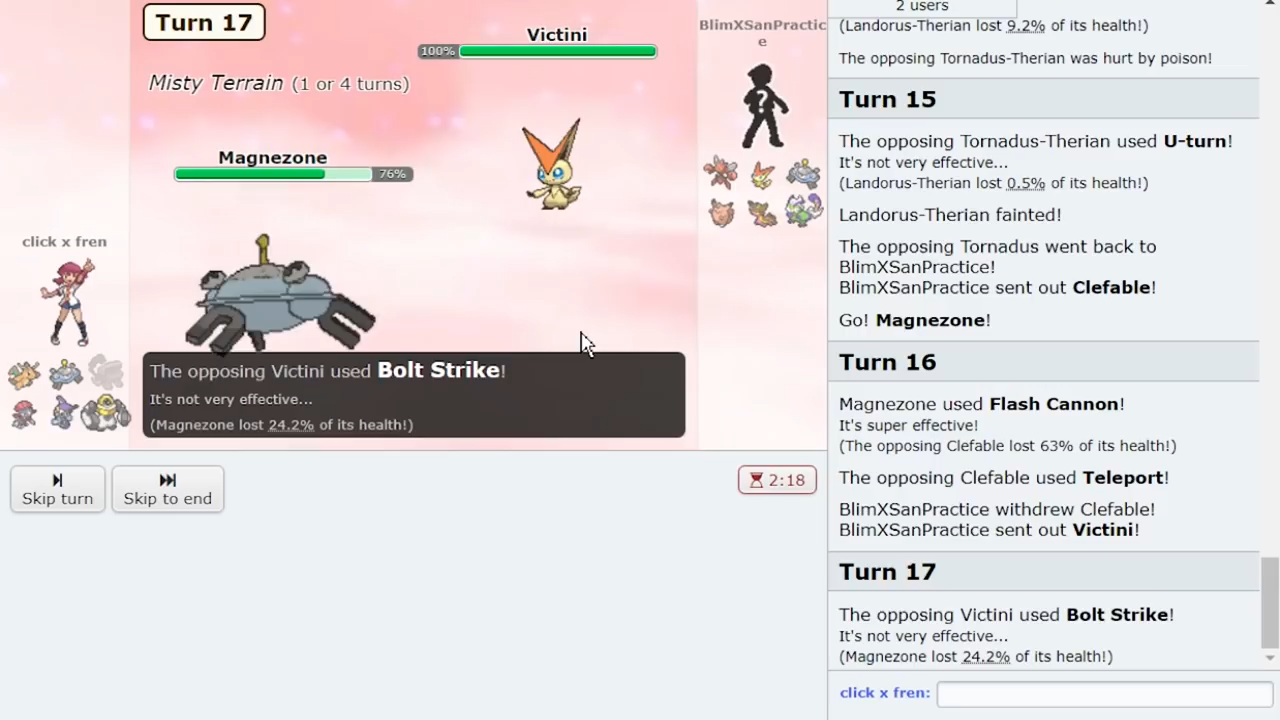 Turn 17
Misty Terrain (1 or 4 turns)
Victini
100%
Magnezone
76%
click x fren
BlimXSanPractic
e
The opposing Victini used Bolt Strike!
It's not very effective...
(Magnezone lost 24.2% of its health!)
Skip turn
Skip to end
2:18
2 users
(Landorus-Therian lost 9.2% of its health!)
The opposing Tornadus-Therian was hurt by poison!
Turn 15
The opposing Tornadus-Therian used U-turn!
It's not very effective...
(Landorus-Therian lost 0.5% of its health!)
Landorus-Therian fainted!
The opposing Tornadus went back to
BlimXSanPractice!
BlimXSanPractice sent out Clefable!
Go! Magnezone!
Turn 16
Magnezone used Flash Cannon!
It's super effective!
(The opposing Clefable lost 63% of its health!)
The opposing Clefable used Teleport!
BlimXSanPractice withdrew Clefable!
BlimXSanPractice sent out Victini!
Turn 17
The opposing Victini used Bolt Strike!
It's not very effective...
(Magnezone lost 24.2% of its health!)
click x fren: